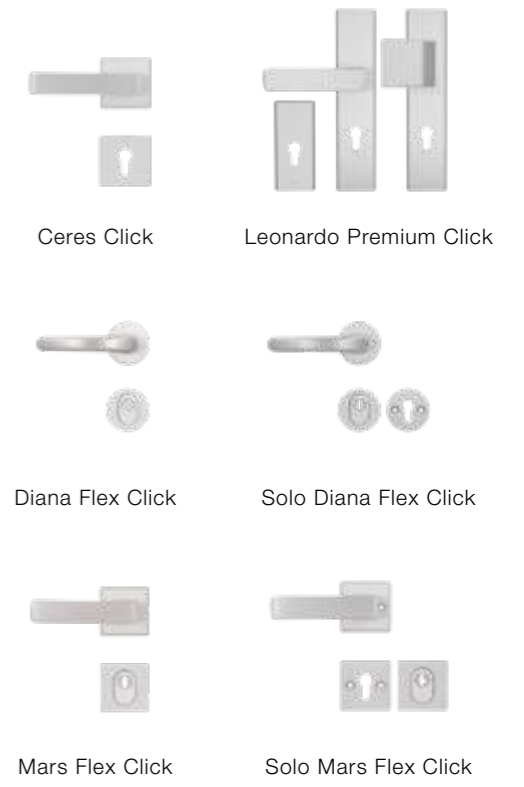 Ceres Click
Leonardo Premium Click
Diana Flex Click
Solo Diana Flex Click
Mars Flex Click
Solo Mars Flex Click